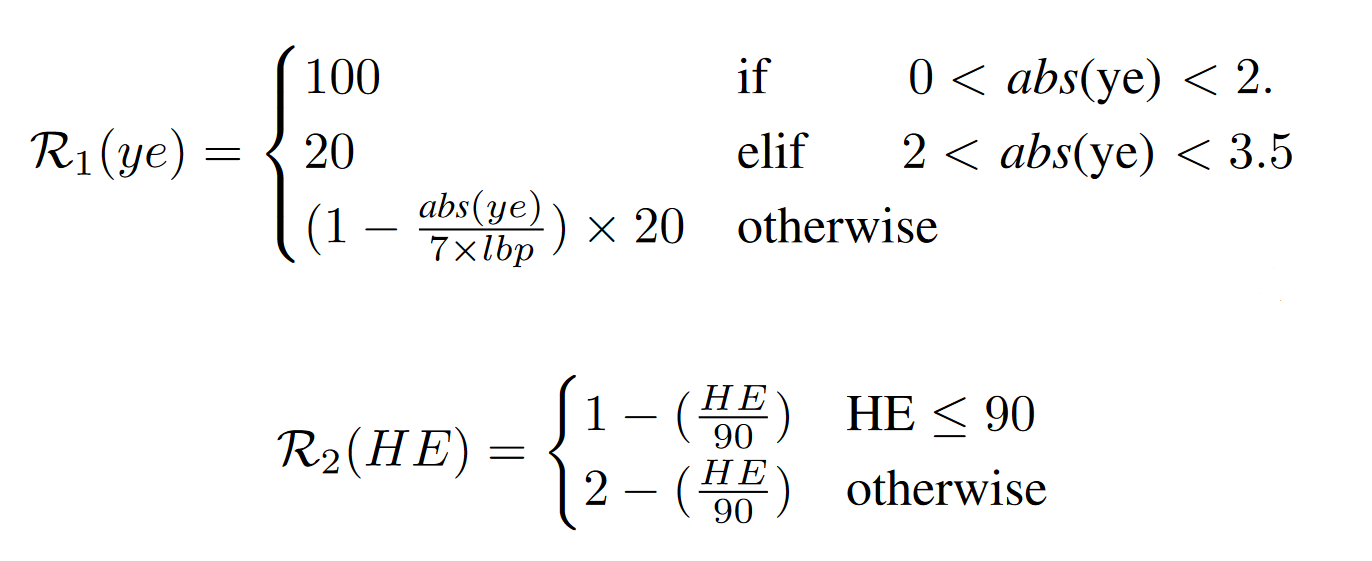 100 if 0 < abs(ye) < 2.
R₁(ye) = { 20 elif 2 < abs(ye) < 3.5
(1 − abs(ye)/7×lbp) × 20 otherwise
1 − (HE/90) HE ≤ 90
R₂(HE) = {
2 − (HE/90) otherwise